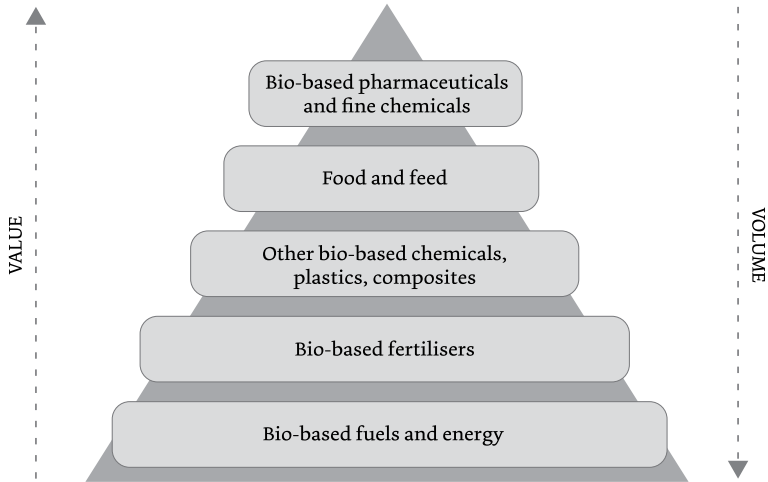 Bio-based pharmaceuticals
and fine chemicals
Food and feed
Other bio-based chemicals,
plastics, composites
Bio-based fertilisers
Bio-based fuels and energy
VALUE
VOLUME